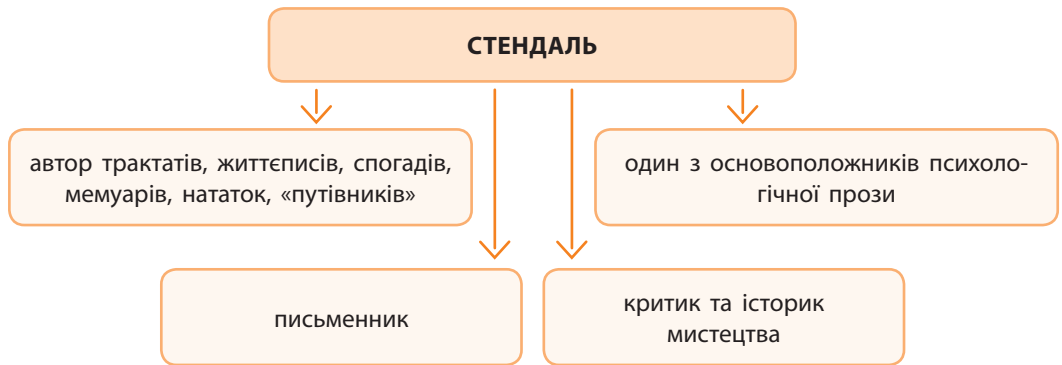 СТЕНДАЛЬ
автор трактатів, життєписів, спогадів,
мемуарів, нататок, «путівників»
один з основоположників психоло-
гічної прози
письменник
критик та історик
мистецтва